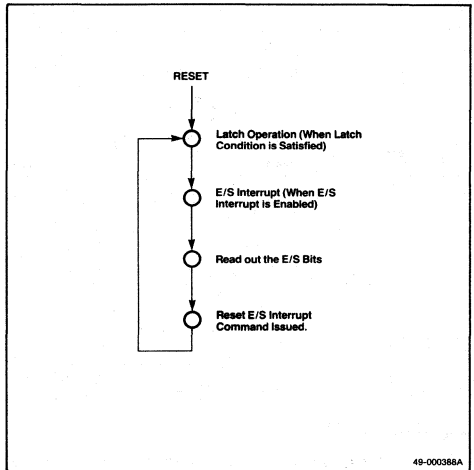 RESET
Latch Operation (When Latch
Condition is Satisfied)
E/S Interrupt (When E/S
Interrupt is Enabled)
Read out the E/S Bits
Reset E/S Interrupt
Command Issued.
49-000388A